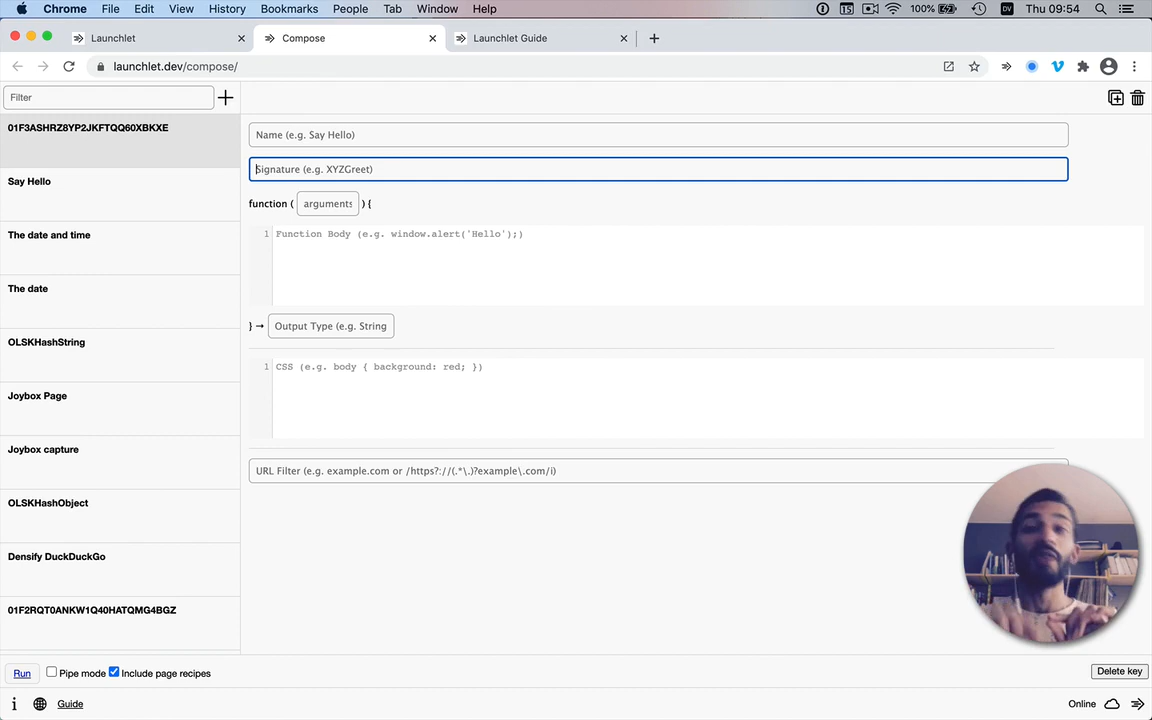 Chrome File Edit View History Bookmarks People Tab Window Help 15 100% DV Thu 09:54
Launchlet Compose Launchlet Guide
launchlet.dev/compose/
Filter
01F3ASHRZ8YP2JKFTQQ60XBKXE
Say Hello
The date and time
The date
OLSKHashString
Joybox Page
Joybox capture
OLSKHashObject
Densify DuckDuckGo
01F2RQT0ANKW1Q40HATQMG4BGZ
Name (e.g. Say Hello)
Signature (e.g. XYZGreet)
function ( arguments ) {
1 Function Body (e.g. window.alert('Hello');)
} → Output Type (e.g. String
1 CSS (e.g. body { background: red; })
URL Filter (e.g. example.com or /https?://(.*\.)?example\.com/i)
Run Pipe mode Include page recipes Delete key
Guide Online